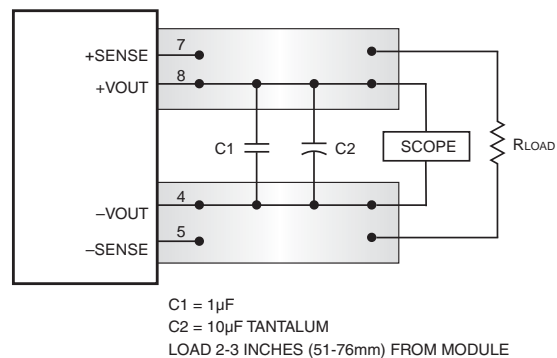 +SENSE
7
+VOUT
8
C1
C2
SCOPE
RLOAD
–VOUT
4
–SENSE
5
C1 = 1µF
C2 = 10µF TANTALUM
LOAD 2-3 INCHES (51-76mm) FROM MODULE